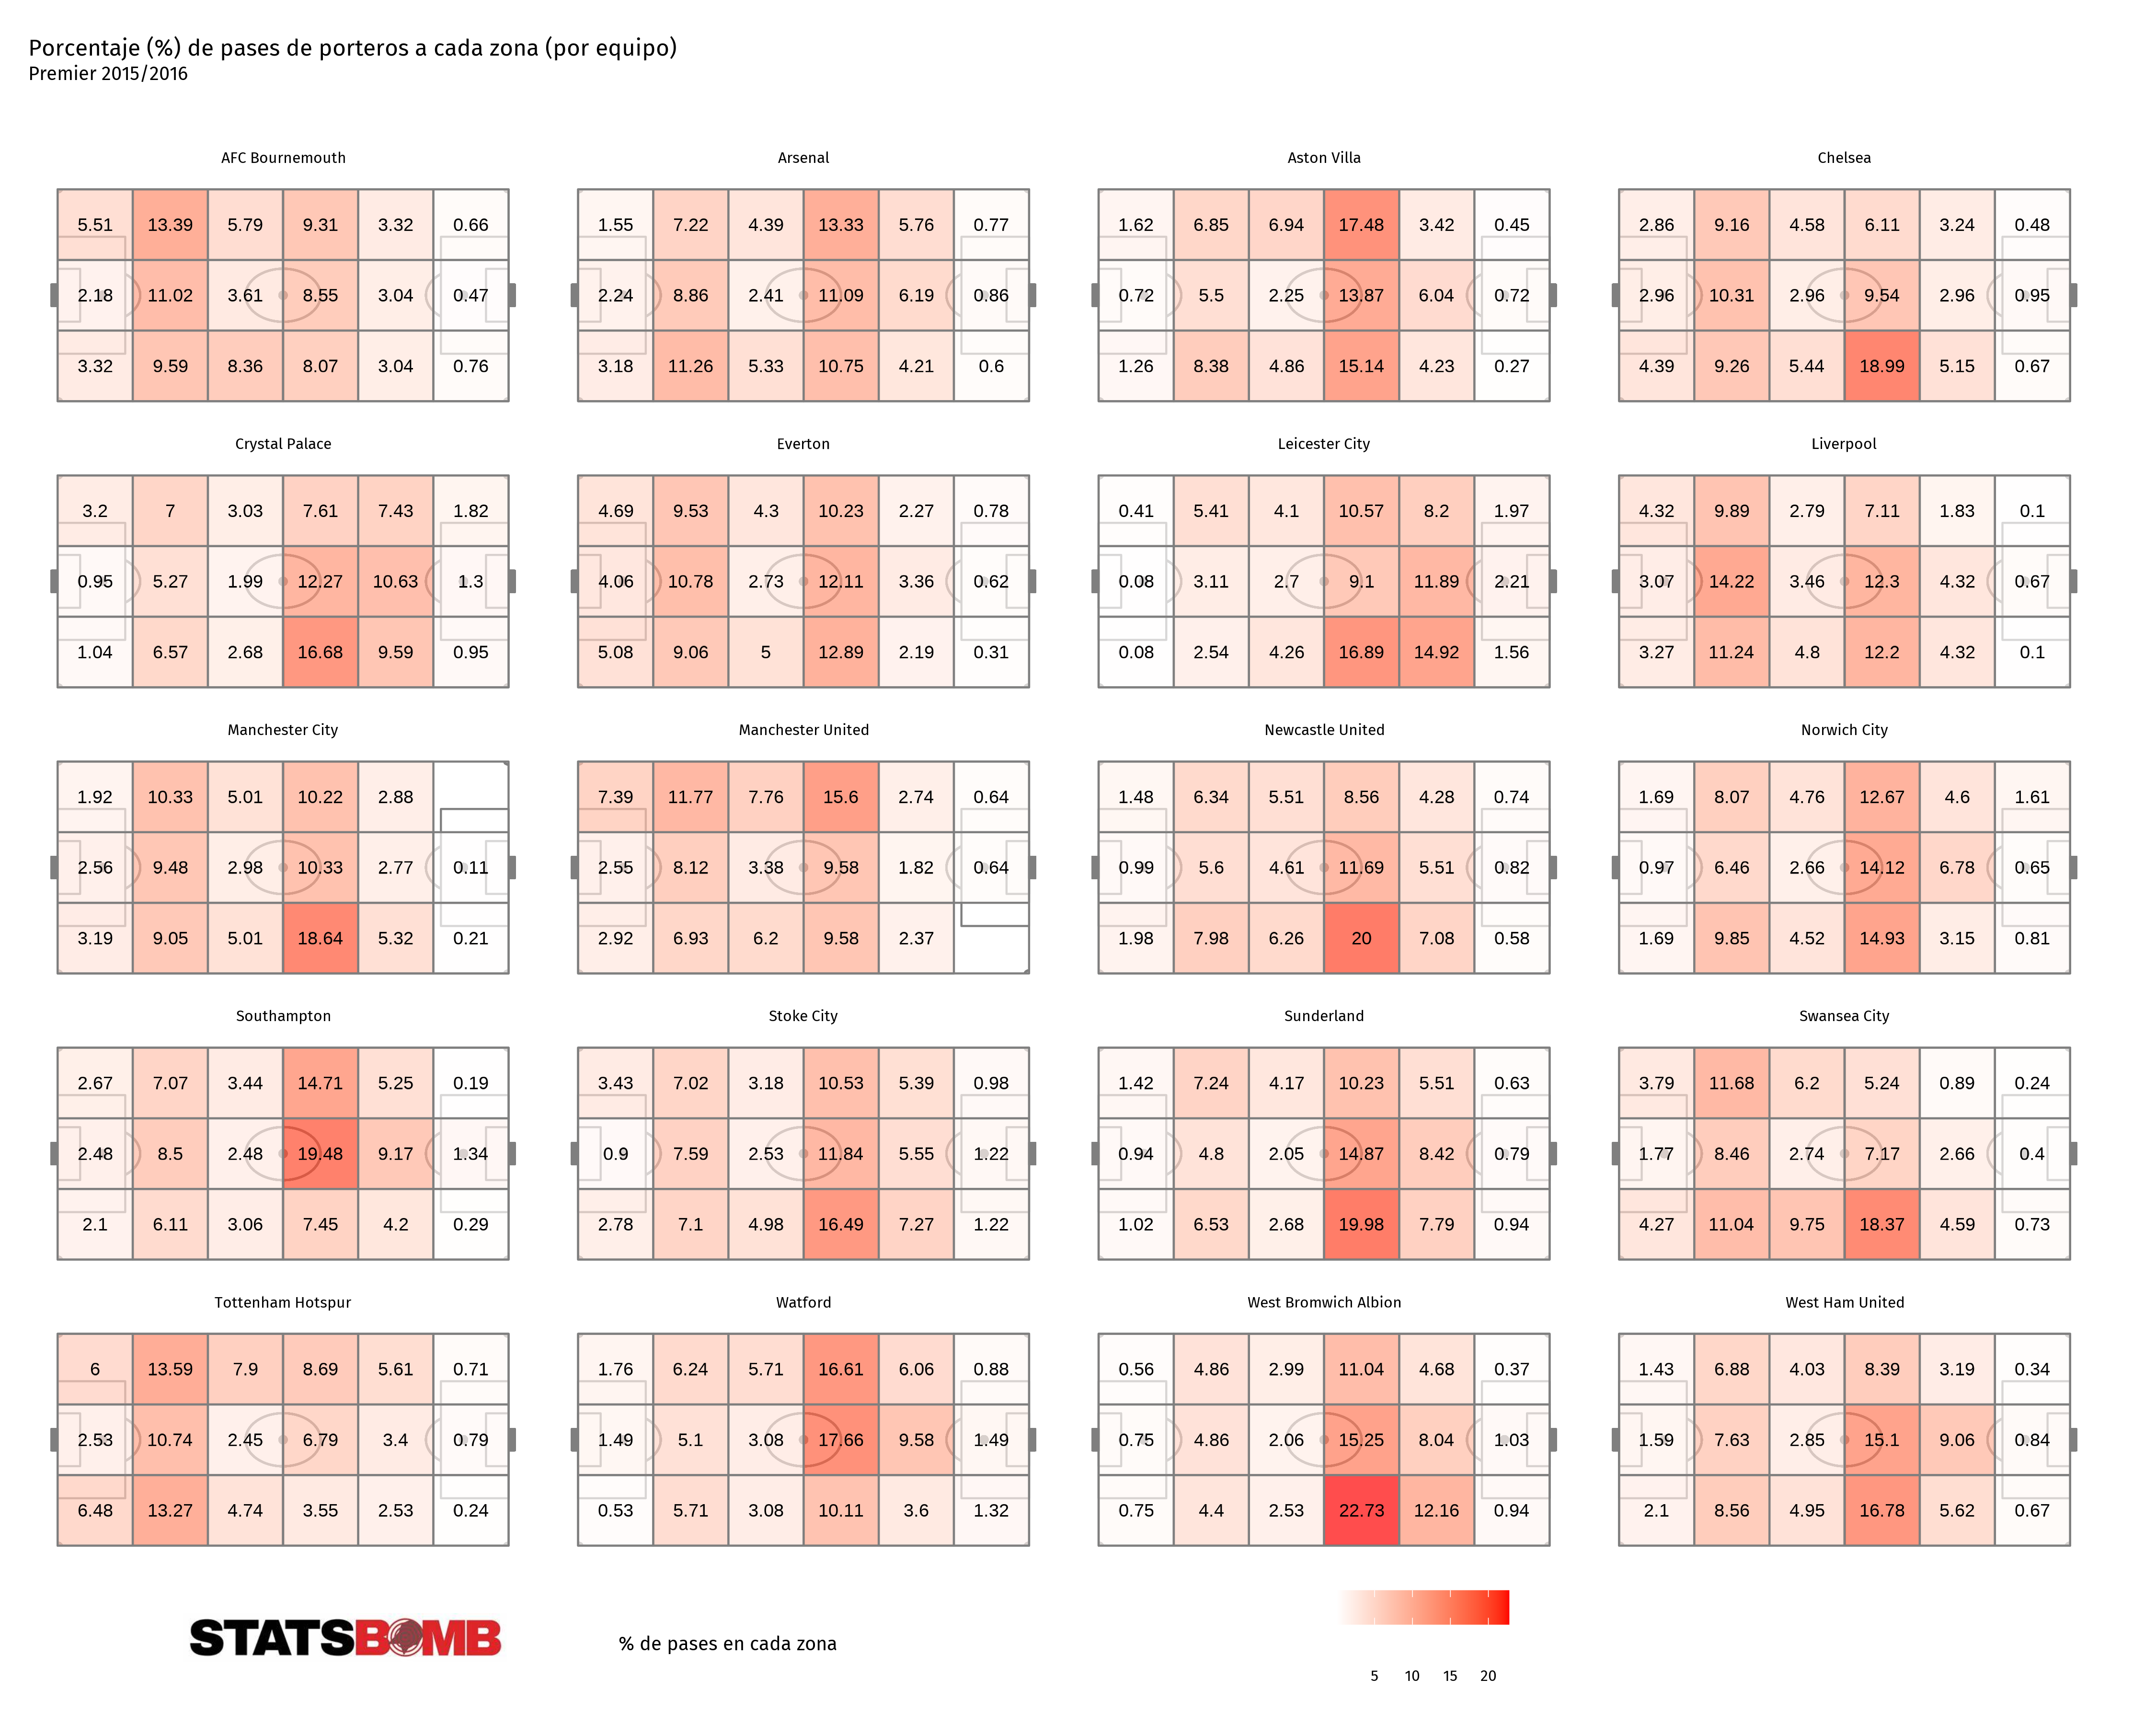 Porcentaje (%) de pases de porteros a cada zona (por equipo)
Premier 2015/2016
AFC Bournemouth
5.51 13.39 5.79 9.31 3.32 0.66
2.18 11.02 3.61 8.55 3.04 0.47
3.32 9.59 8.36 8.07 3.04 0.76
Arsenal
1.55 7.22 4.39 13.33 5.76 0.77
2.24 8.86 2.41 11.09 6.19 0.86
3.18 11.26 5.33 10.75 4.21 0.6
Aston Villa
1.62 6.85 6.94 17.48 3.42 0.45
0.72 5.5 2.25 13.87 6.04 0.72
1.26 8.38 4.86 15.14 4.23 0.27
Chelsea
2.86 9.16 4.58 6.11 3.24 0.48
2.96 10.31 2.96 9.54 2.96 0.95
4.39 9.26 5.44 18.99 5.15 0.67
Crystal Palace
3.2 7 3.03 7.61 7.43 1.82
0.95 5.27 1.99 12.27 10.63 1.3
1.04 6.57 2.68 16.68 9.59 0.95
Everton
4.69 9.53 4.3 10.23 2.27 0.78
4.06 10.78 2.73 12.11 3.36 0.62
5.08 9.06 5 12.89 2.19 0.31
Leicester City
0.41 5.41 4.1 10.57 8.2 1.97
0.08 3.11 2.7 9.1 11.89 2.21
0.08 2.54 4.26 16.89 14.92 1.56
Liverpool
4.32 9.89 2.79 7.11 1.83 0.1
3.07 14.22 3.46 12.3 4.32 0.67
3.27 11.24 4.8 12.2 4.32 0.1
Manchester City
1.92 10.33 5.01 10.22 2.88
2.56 9.48 2.98 10.33 2.77 0.11
3.19 9.05 5.01 18.64 5.32 0.21
Manchester United
7.39 11.77 7.76 15.6 2.74 0.64
2.55 8.12 3.38 9.58 1.82 0.64
2.92 6.93 6.2 9.58 2.37
Newcastle United
1.48 6.34 5.51 8.56 4.28 0.74
0.99 5.6 4.61 11.69 5.51 0.82
1.98 7.98 6.26 20 7.08 0.58
Norwich City
1.69 8.07 4.76 12.67 4.6 1.61
0.97 6.46 2.66 14.12 6.78 0.65
1.69 9.85 4.52 14.93 3.15 0.81
Southampton
2.67 7.07 3.44 14.71 5.25 0.19
2.48 8.5 2.48 19.48 9.17 1.34
2.1 6.11 3.06 7.45 4.2 0.29
Stoke City
3.43 7.02 3.18 10.53 5.39 0.98
0.9 7.59 2.53 11.84 5.55 1.22
2.78 7.1 4.98 16.49 7.27 1.22
Sunderland
1.42 7.24 4.17 10.23 5.51 0.63
0.94 4.8 2.05 14.87 8.42 0.79
1.02 6.53 2.68 19.98 7.79 0.94
Swansea City
3.79 11.68 6.2 5.24 0.89 0.24
1.77 8.46 2.74 7.17 2.66 0.4
4.27 11.04 9.75 18.37 4.59 0.73
Tottenham Hotspur
6 13.59 7.9 8.69 5.61 0.71
2.53 10.74 2.45 6.79 3.4 0.79
6.48 13.27 4.74 3.55 2.53 0.24
Watford
1.76 6.24 5.71 16.61 6.06 0.88
1.49 5.1 3.08 17.66 9.58 1.49
0.53 5.71 3.08 10.11 3.6 1.32
West Bromwich Albion
0.56 4.86 2.99 11.04 4.68 0.37
0.75 4.86 2.06 15.25 8.04 1.03
0.75 4.4 2.53 22.73 12.16 0.94
West Ham United
1.43 6.88 4.03 8.39 3.19 0.34
1.59 7.63 2.85 15.1 9.06 0.84
2.1 8.56 4.95 16.78 5.62 0.67
STATSBOMB
% de pases en cada zona
5 10 15 20